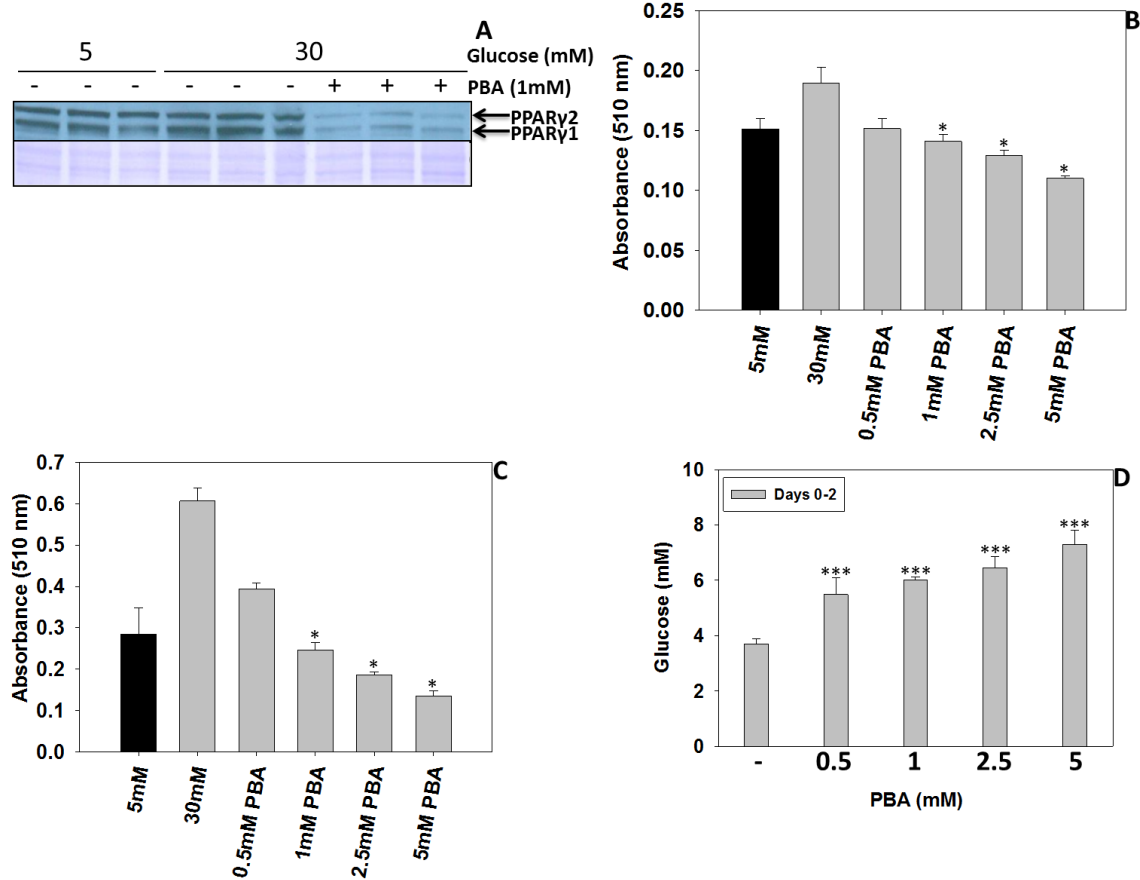 A
5 30 Glucose (mM)
- - - - - - + + + PBA (1mM)
PPARγ2
PPARγ1
B
Absorbance (510 nm)
0.25
0.20
0.15
0.10
0.05
0.00
* * *
5mM 30mM 0.5mM PBA 1mM PBA 2.5mM PBA 5mM PBA
C
Absorbance (510 nm)
0.7
0.6
0.5
0.4
0.3
0.2
0.1
0.0
* * *
5mM 30mM 0.5mM PBA 1mM PBA 2.5mM PBA 5mM PBA
D
Days 0-2
Glucose (mM)
10
8
6
4
2
0
*** *** *** ***
- 0.5 1 2.5 5
PBA (mM)